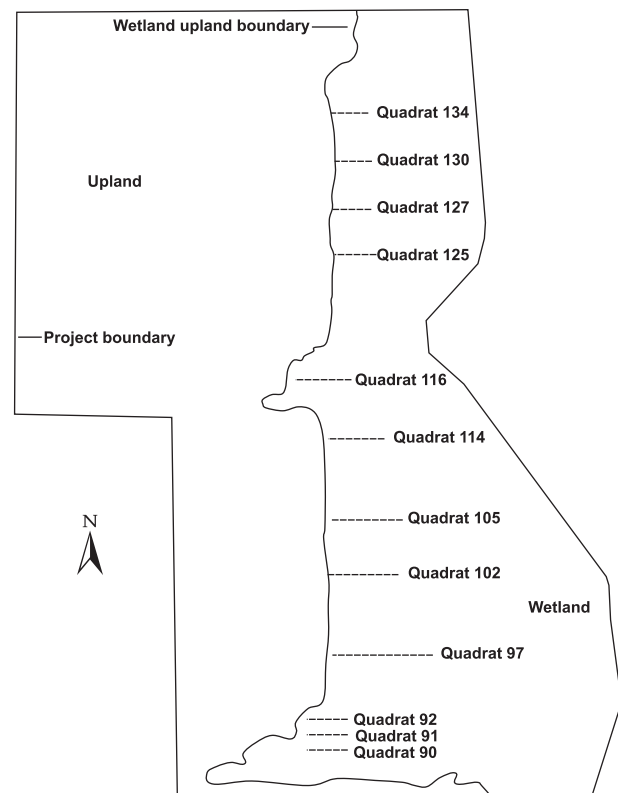 Wetland upland boundary
Quadrat 134
Quadrat 130
Upland
Quadrat 127
Quadrat 125
Project boundary
Quadrat 116
Quadrat 114
N
Quadrat 105
Quadrat 102
Wetland
Quadrat 97
Quadrat 92
Quadrat 91
Quadrat 90